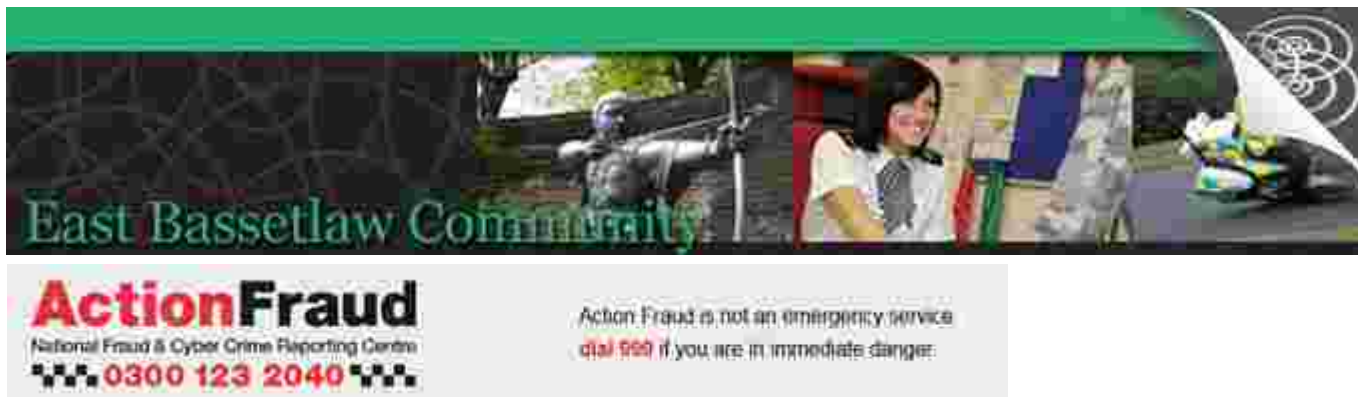 East Bassetlaw Community
ActionFraud
National Fraud & Cyber Crime Reporting Centre
0300 123 2040
Action Fraud is not an emergency service
dial 999 if you are in immediate danger